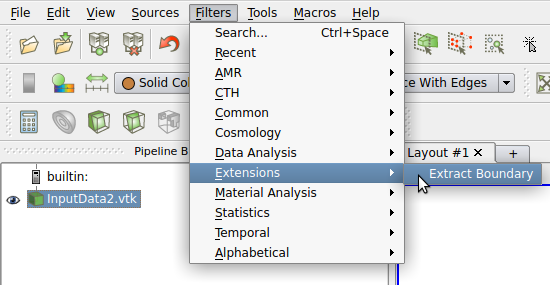 File Edit View Sources Filters Tools Macros Help
Search... Ctrl+Space
Recent
AMR
CTH
Common
Cosmology
Data Analysis
Extensions
Material Analysis
Statistics
Temporal
Alphabetical
Extract Boundary
Solid Co
ce With Edges
Pipeline B
Layout #1
builtin:
InputData2.vtk